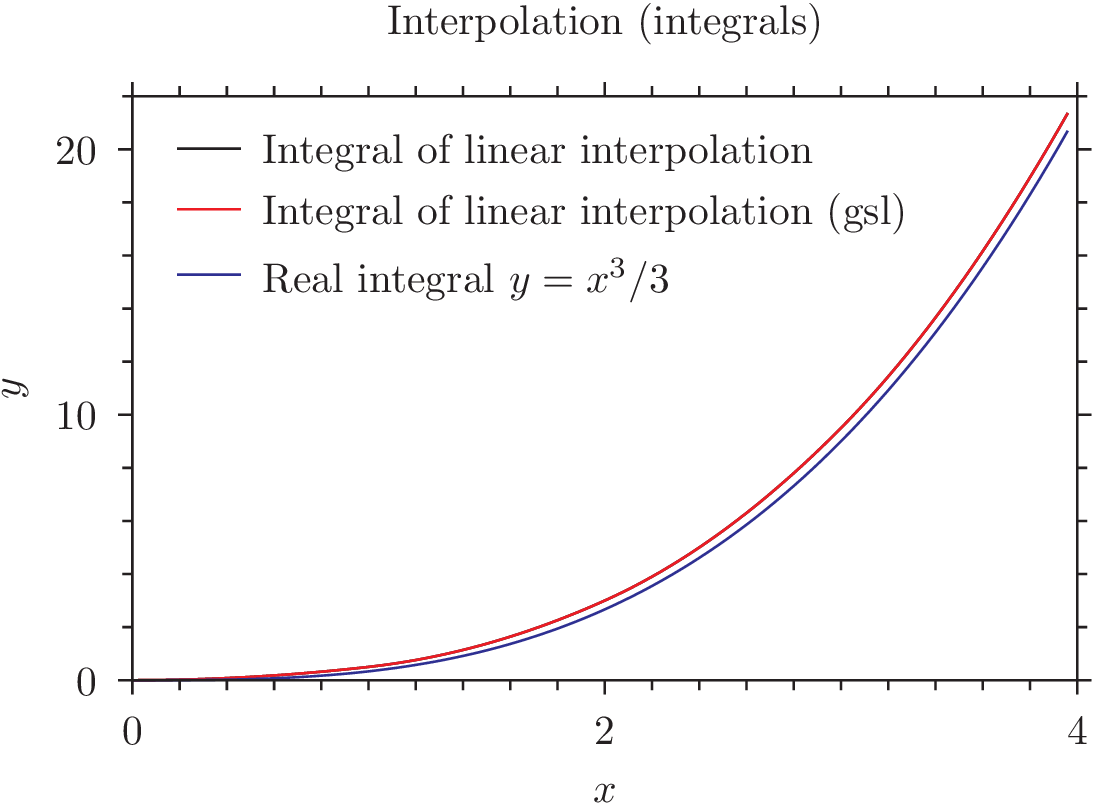 Interpolation (integrals)
20
Integral of linear interpolation
Integral of linear interpolation (gsl)
Real integral y = x³/3
y
10
0
0 2 4
x